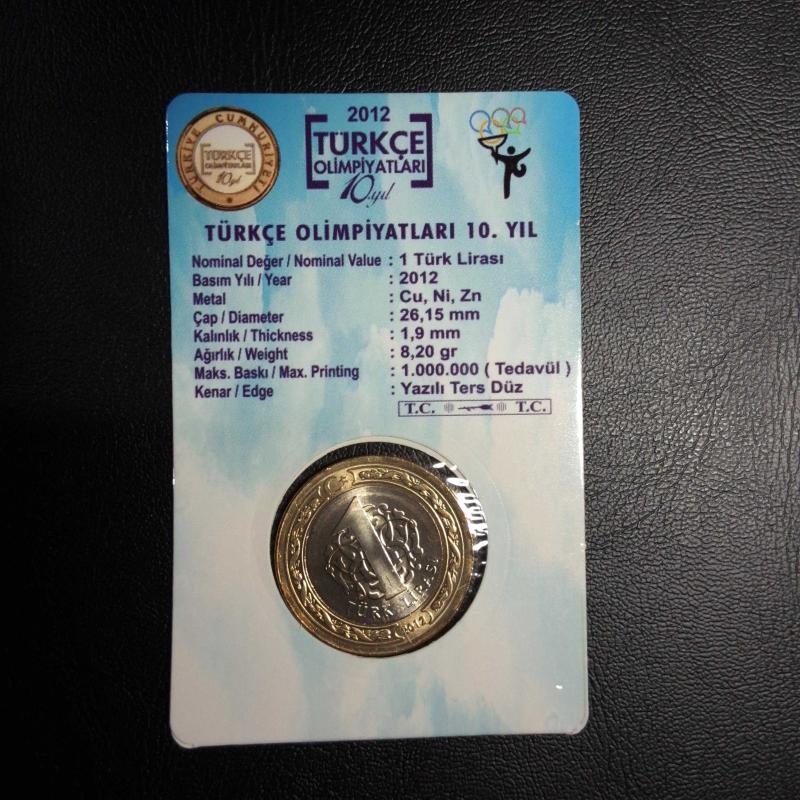 TÜRKİYE CUMHURİYETİ
TÜRKÇE
OLİMPİYATLARI
10.yıl
2012
TÜRKÇE
OLİMPİYATLARI
10.yıl
TÜRKÇE OLİMPİYATLARI 10. YIL
Nominal Değer / Nominal Value : 1 Türk Lirası
Basım Yılı / Year : 2012
Metal : Cu, Ni, Zn
Çap / Diameter : 26,15 mm
Kalınlık / Thickness : 1,9 mm
Ağırlık / Weight : 8,20 gr
Maks. Baskı / Max. Printing : 1.000.000 ( Tedavül )
Kenar / Edge : Yazılı Ters Düz
T.C. T.C.
1
TÜRK LİRASI
2012